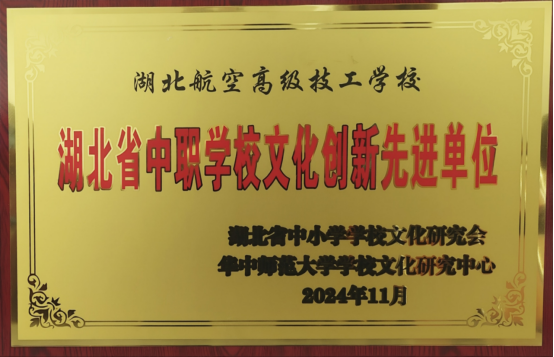 湖北航空高级技工学校
湖北省中职学校文化创新先进单位
湖北省中小学学校文化研究会
华中师范大学学校文化研究中心
2024年11月